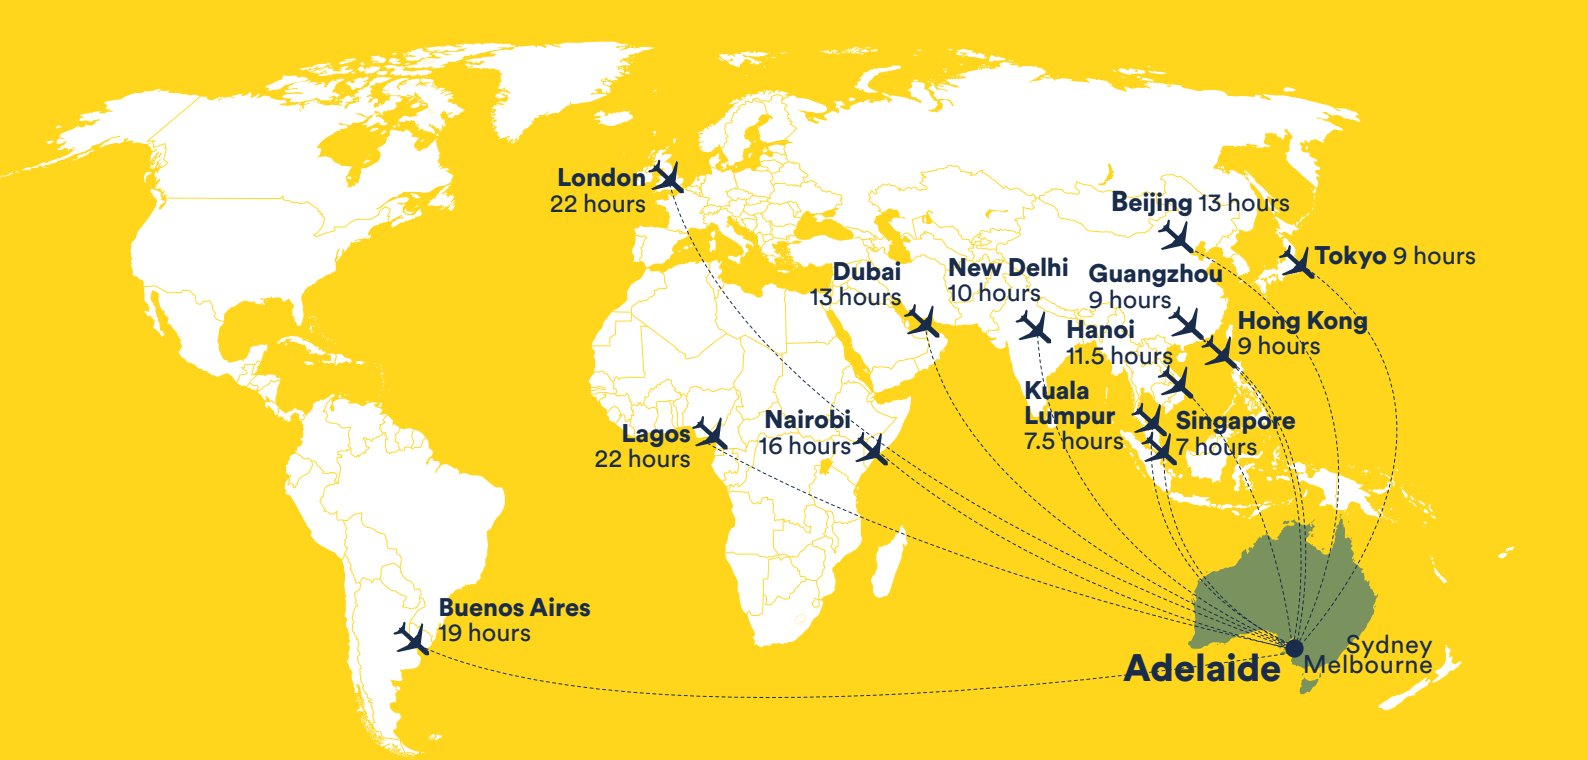 London
22 hours
Beijing 13 hours
Tokyo 9 hours
Dubai
13 hours
New Delhi
10 hours
Guangzhou
9 hours
Hanoi
11.5 hours
Hong Kong
9 hours
Kuala
Lumpur
7.5 hours
Singapore
7 hours
Lagos
22 hours
Nairobi
16 hours
Buenos Aires
19 hours
Adelaide
Sydney
Melbourne